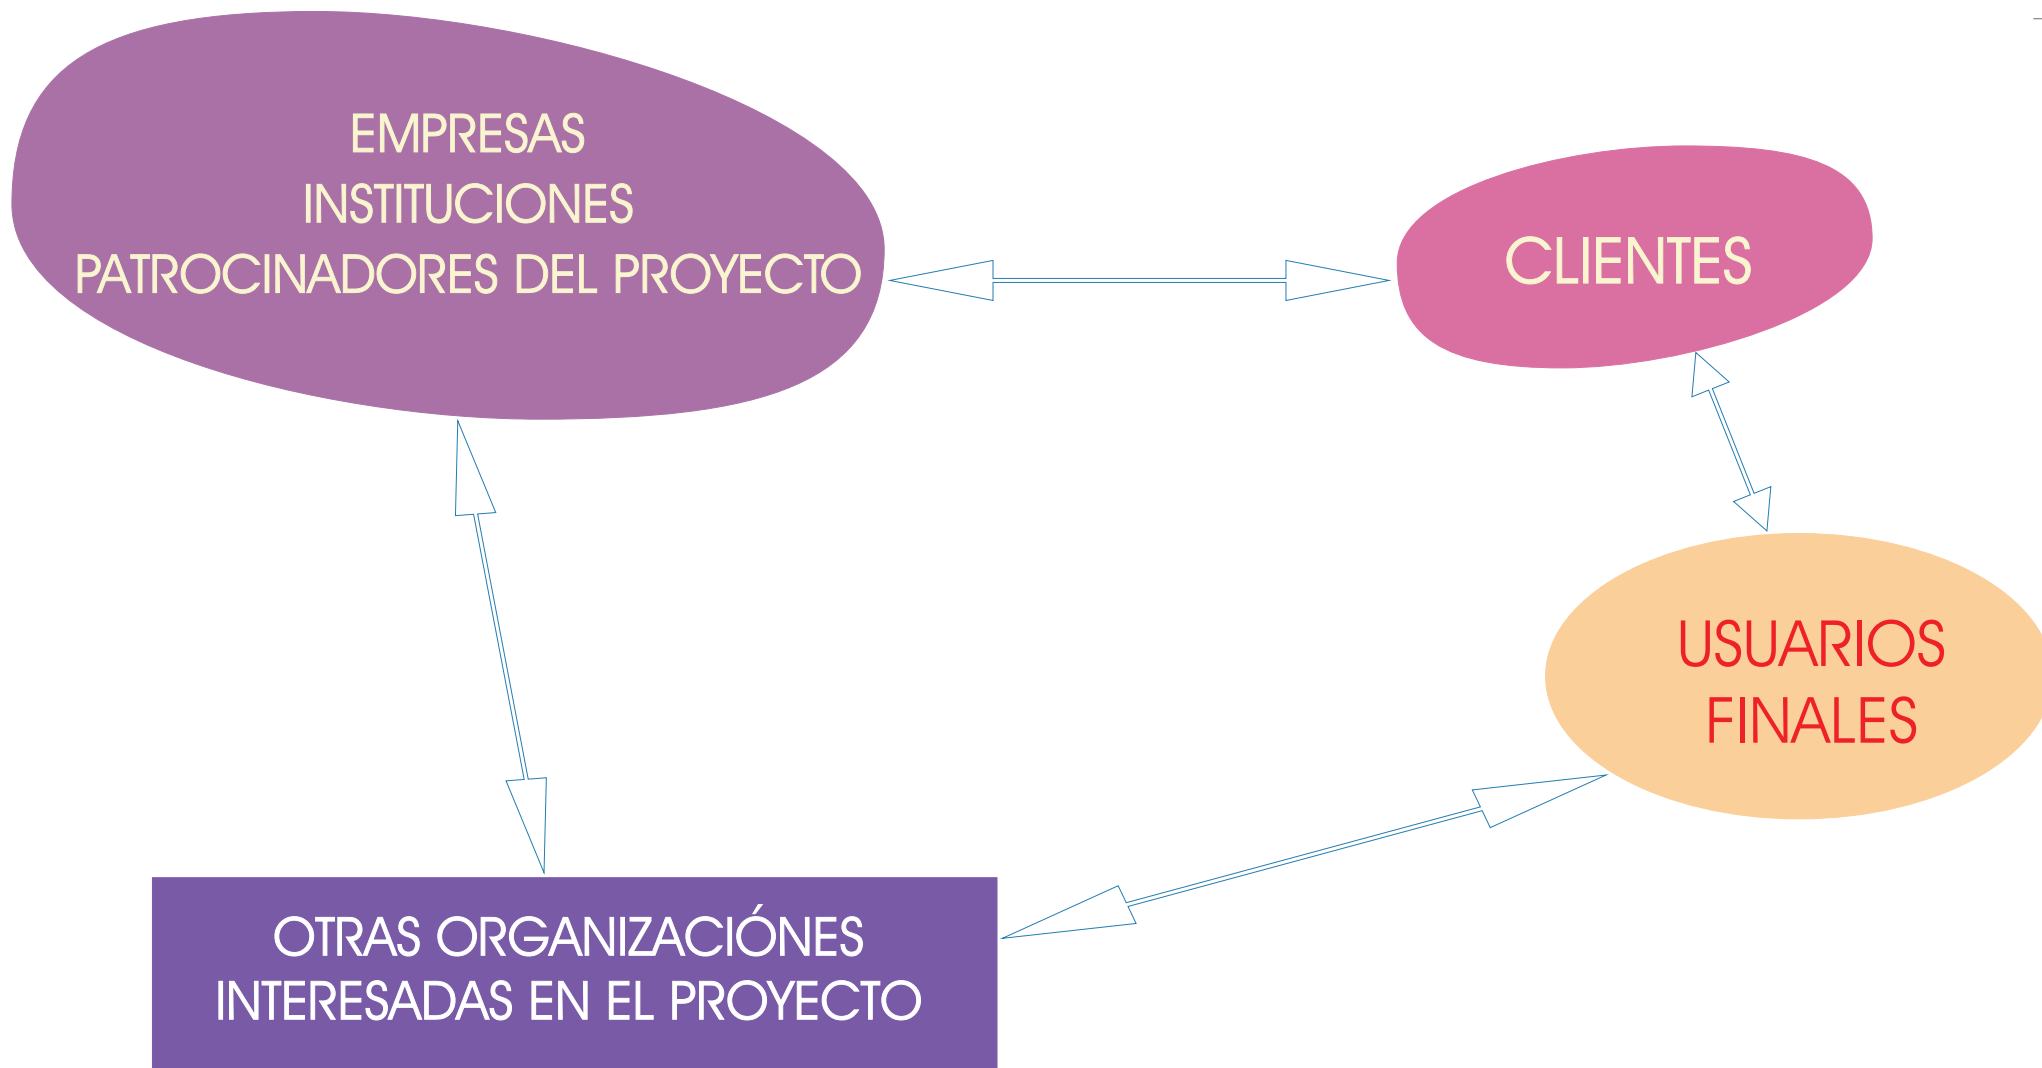 EMPRESAS
INSTITUCIONES
PATROCINADORES DEL PROYECTO
CLIENTES
USUARIOS
FINALES
OTRAS ORGANIZACIÓNES
INTERESADAS EN EL PROYECTO